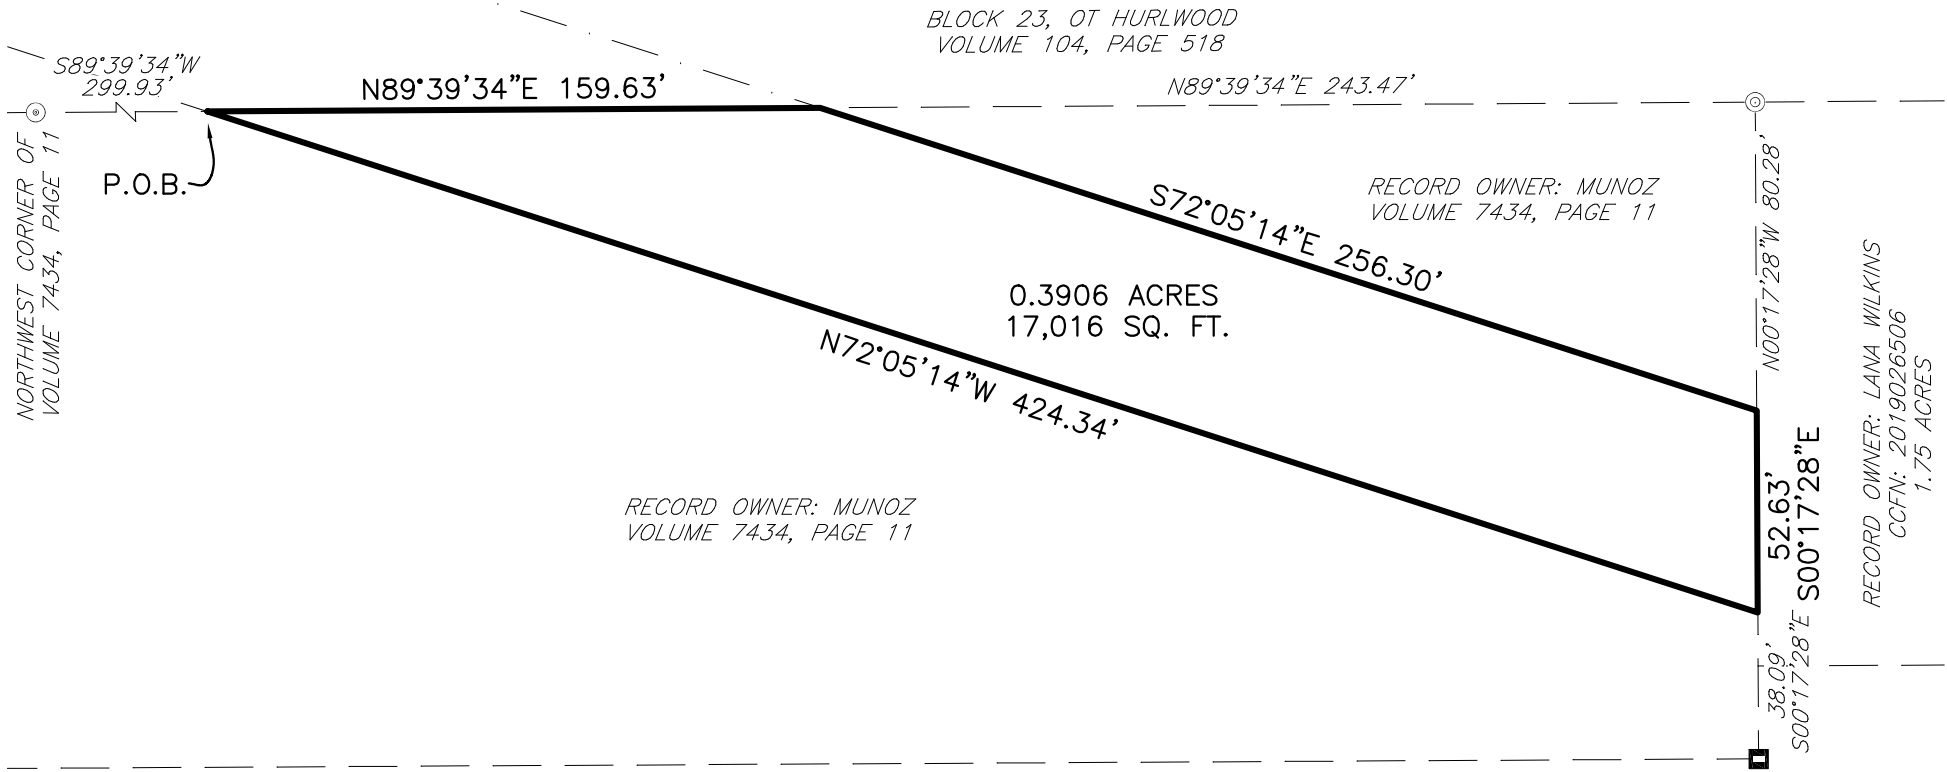 BLOCK 23, OT HURLWOOD
VOLUME 104, PAGE 518
S89°39'34"W
299.93'
N89°39'34"E 159.63'
N89°39'34"E 243.47'
NORTHWEST CORNER OF
VOLUME 7434, PAGE 11
P.O.B.
S72°05'14"E 256.30'
RECORD OWNER: MUNOZ
VOLUME 7434, PAGE 11
N00°17'28"W 80.28'
0.3906 ACRES
17,016 SQ. FT.
N72°05'14"W 424.34'
RECORD OWNER: MUNOZ
VOLUME 7434, PAGE 11
52.63'
S00°17'28"E
RECORD OWNER: LANA WILKINS
CCFN: 2019026506
1.75 ACRES
38.09'
S00°17'28"E